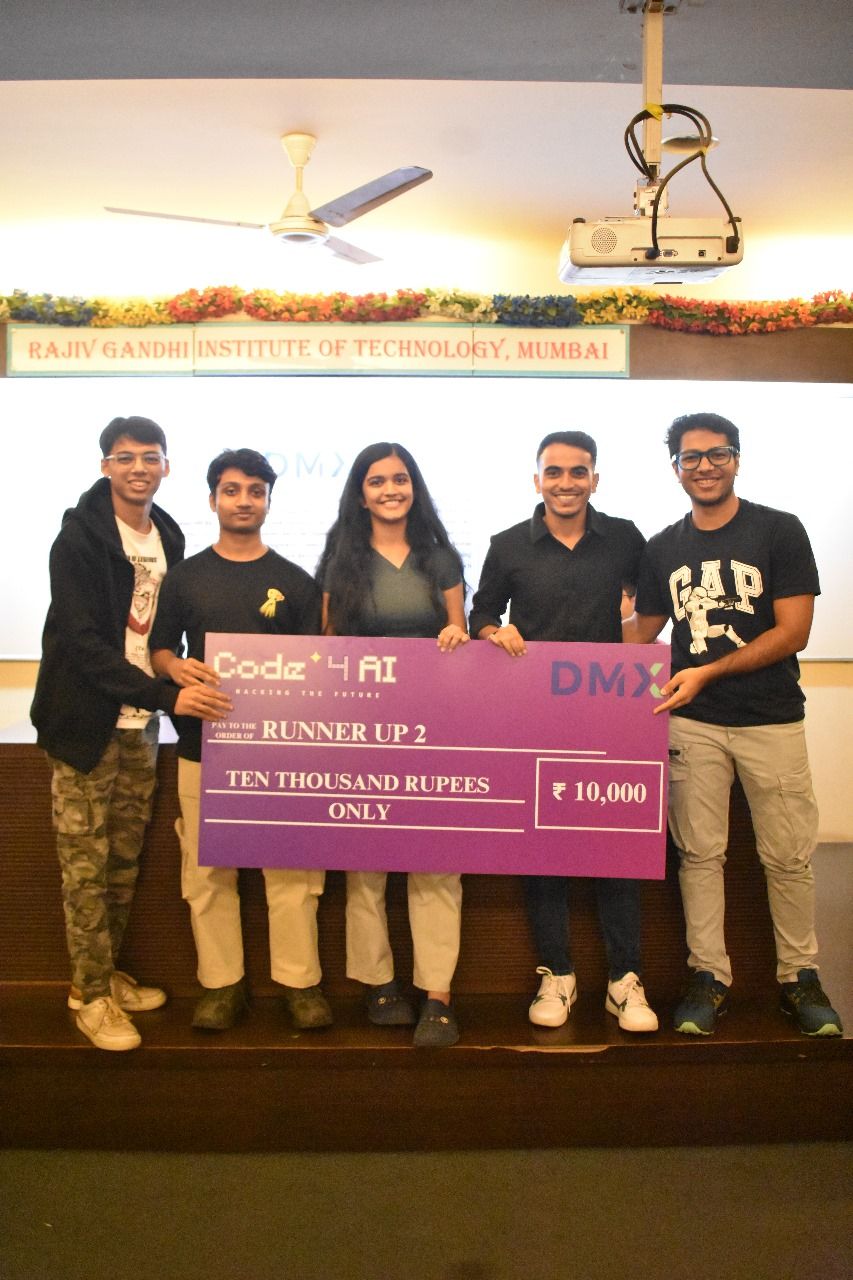 RAJIV GANDHI INSTITUTE OF TECHNOLOGY, MUMBAI
DMX
Code 4 AI
HACKING THE FUTURE
DMX
PAY TO THE
ORDER OF RUNNER UP 2
TEN THOUSAND RUPEES
ONLY
₹ 10,000
GAP